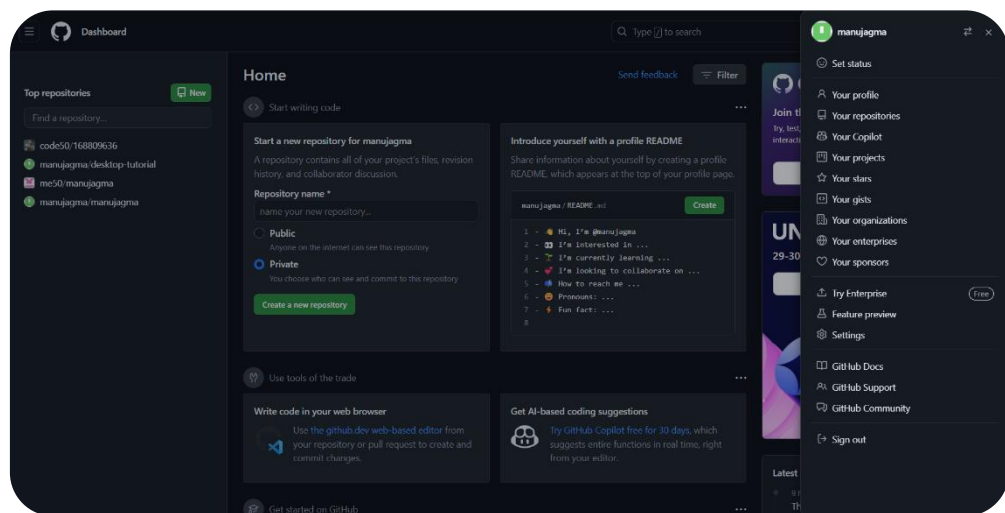 Dashboard
Type / to search
Top repositories
New
Find a repository...
code50/168809636
manujagma/desktop-tutorial
me50/manujagma
manujagma/manujagma
Home
Send feedback
Filter
Start writing code
Start a new repository for manujagma
A repository contains all of your project's files, revision
history, and collaborator discussion.
Repository name *
name your new repository...
Public
Anyone on the internet can see this repository
Private
You choose who can see and commit to this repository
Create a new repository
Introduce yourself with a profile README
Share information about yourself by creating a profile
README, which appears at the top of your profile page.
manujagma / README.md
Create
1 - 👋 Hi, I'm @manujagma
2 - 👀 I'm interested in ...
3 - 🌱 I'm currently learning ...
4 - 💞️ I'm looking to collaborate on ...
5 - 📫 How to reach me ...
6 - 😄 Pronouns: ...
7 - ⚡ Fun fact: ...
8
Use tools of the trade
Write code in your web browser
Use the github.dev web-based editor from
your repository or pull request to create and
commit changes.
Get AI-based coding suggestions
Try GitHub Copilot free for 30 days, which
suggests entire functions in real time, right
from your editor.
Get started on GitHub
Join
Try, test,
UN
29-30
Latest
manujagma
Set status
Your profile
Your repositories
Your Copilot
Your projects
Your stars
Your gists
Your organizations
Your enterprises
Your sponsors
Try Enterprise
Free
Feature preview
Settings
GitHub Docs
GitHub Support
GitHub Community
Sign out